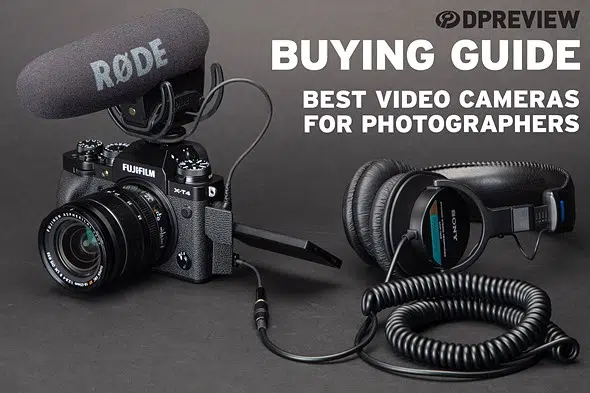 DPREVIEW
BUYING GUIDE
BEST VIDEO CAMERAS
FOR PHOTOGRAPHERS
RØDE
FUJIFILM
X-T4
SONY